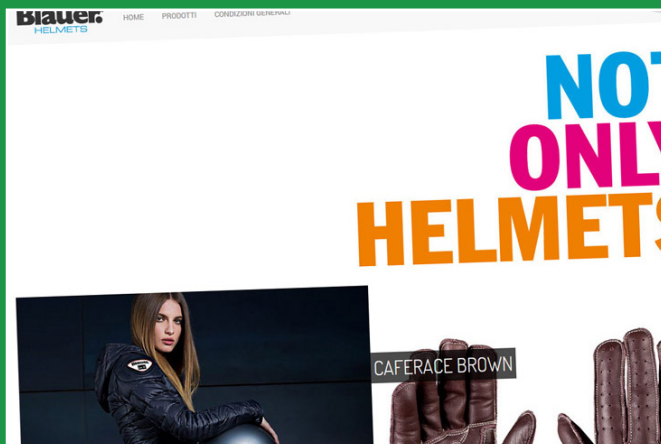 Blauer.
HELMETS
HOME PRODOTTI CONDIZIONI GENERALI
NOT
ONLY
HELMETS
CAFERACE BROWN